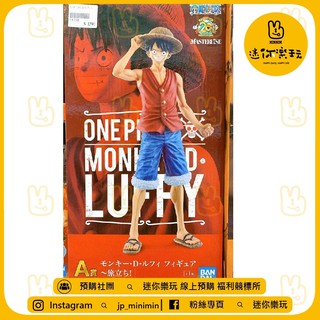 迷你樂玩
MASTERLISE
ONE PIECE
MONKEY・D・
LUFFY
A賞
モンキー・D・ルフィ フィギュア
～旅立ち!
BAN
DAI
預購社團 迷你樂玩 線上預購 福利競標所
Instagram jp_minimin 粉絲專頁 迷你樂玩